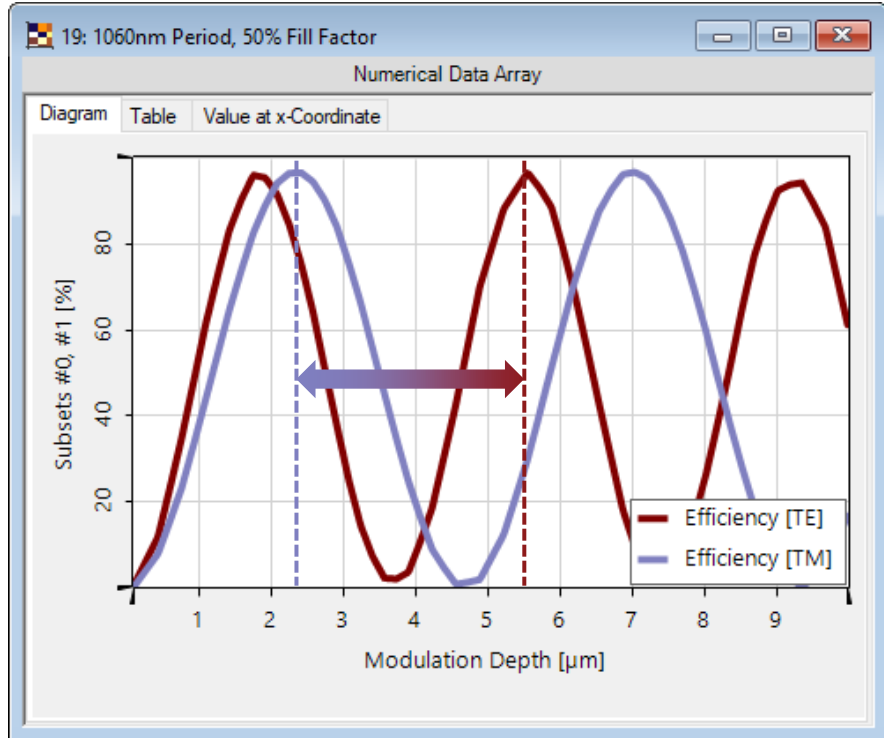 19: 1060nm Period, 50% Fill Factor
Numerical Data Array
Diagram Table Value at x-Coordinate
Subsets #0, #1 [%]
80
60
40
20
Efficiency [TE]
Efficiency [TM]
1 2 3 4 5 6 7 8 9
Modulation Depth [µm]